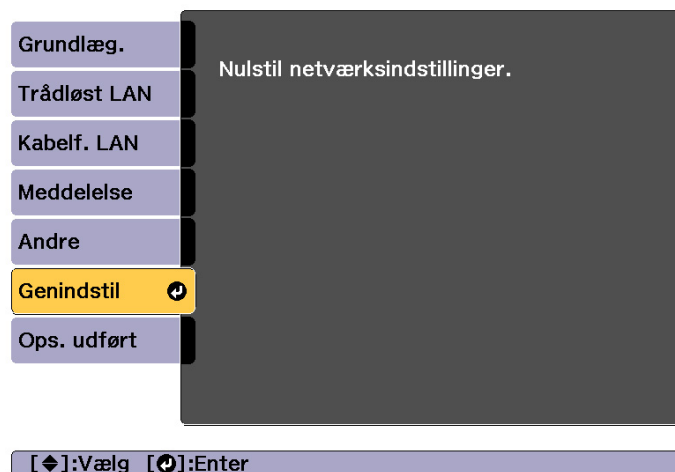 Grundlæg.
Nulstil netværksindstillinger.
Trådløst LAN
Kabelf. LAN
Meddelelse
Andre
Genindstil
Ops. udført
[◆]:Vælg [↵]:Enter